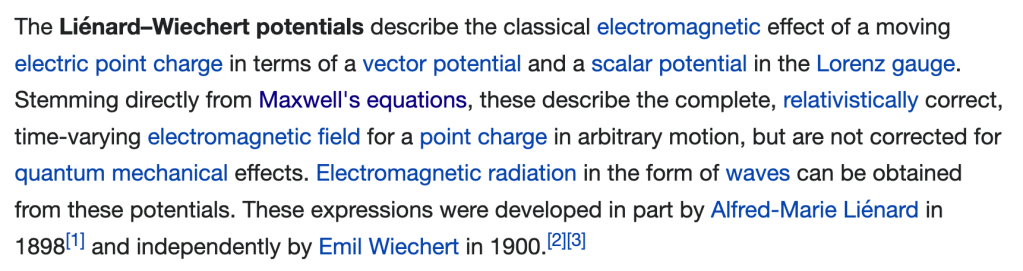 The Liénard–Wiechert potentials describe the classical electromagnetic effect of a moving
electric point charge in terms of a vector potential and a scalar potential in the Lorenz gauge.
Stemming directly from Maxwell's equations, these describe the complete, relativistically correct,
time-varying electromagnetic field for a point charge in arbitrary motion, but are not corrected for
quantum mechanical effects. Electromagnetic radiation in the form of waves can be obtained
from these potentials. These expressions were developed in part by Alfred-Marie Liénard in
1898[1] and independently by Emil Wiechert in 1900.[2][3]